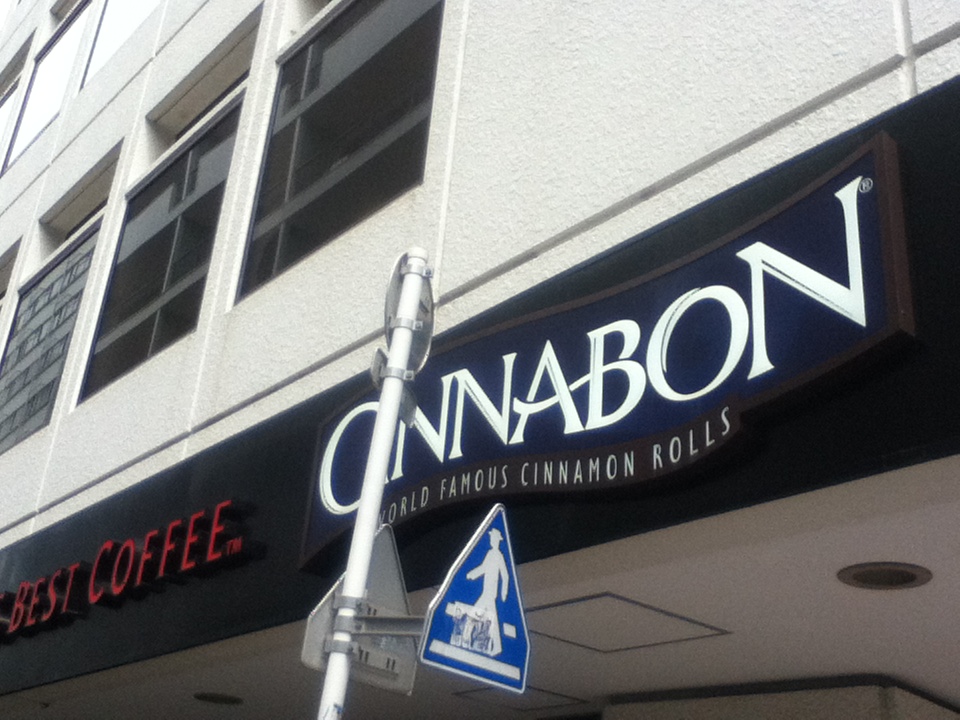 CINNABON®
WORLD FAMOUS CINNAMON ROLLS
BEST COFFEE™